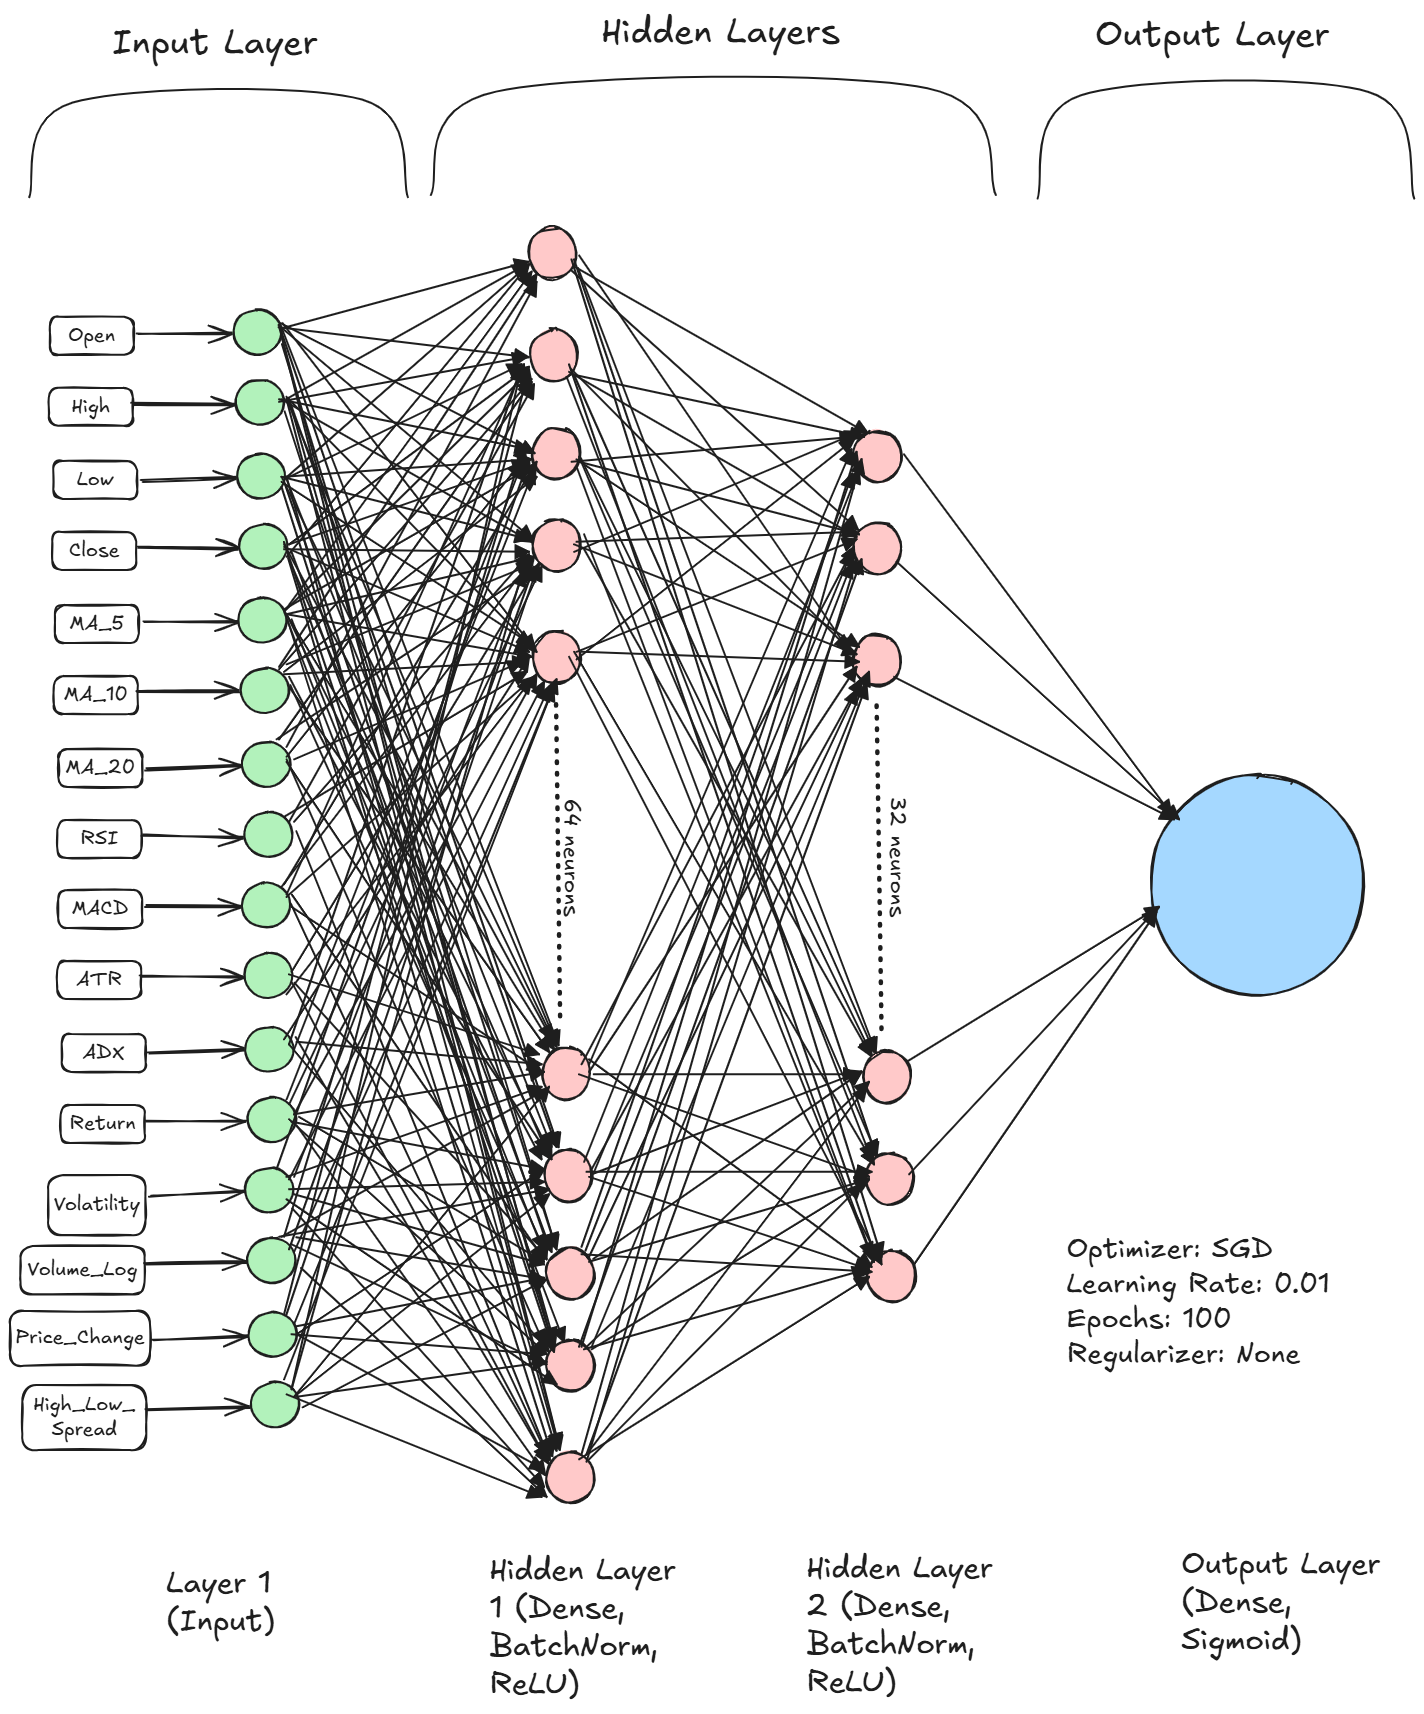 Input Layer
Hidden Layers
Output Layer
Open
High
Low
Close
MA_5
MA_10
MA_20
RSI
MACD
ATR
ADX
Return
Volatility
Volume_Log
Price_Change
High_Low_
Spread
64 neurons
32 neurons
Optimizer: SGD
Learning Rate: 0.01
Epochs: 100
Regularizer: None
Layer 1
(Input)
Hidden Layer
1 (Dense,
BatchNorm,
ReLU)
Hidden Layer
2 (Dense,
BatchNorm,
ReLU)
Output Layer
(Dense,
Sigmoid)